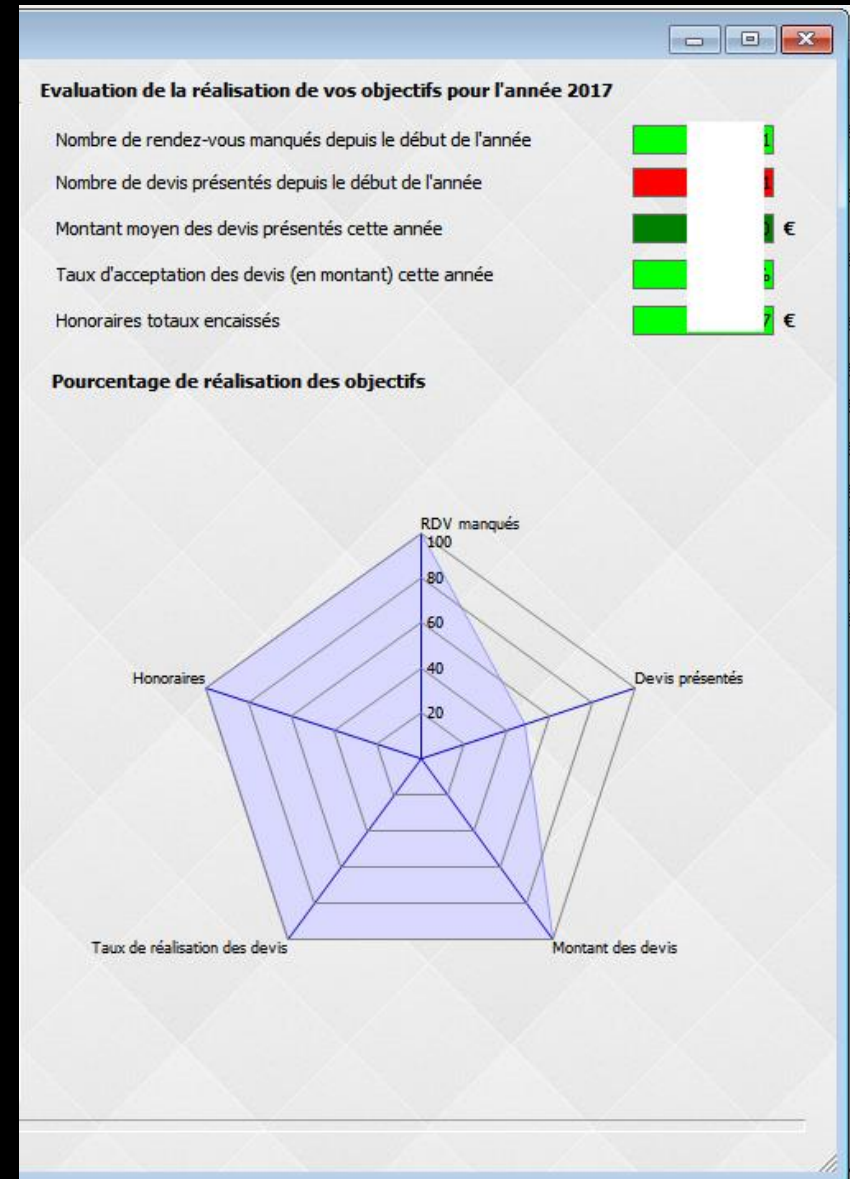 Evaluation de la réalisation de vos objectifs pour l'année 2017
Nombre de rendez-vous manqués depuis le début de l'année
Nombre de devis présentés depuis le début de l'année
Montant moyen des devis présentés cette année
€
Taux d'acceptation des devis (en montant) cette année
Honoraires totaux encaissés
7 €
Pourcentage de réalisation des objectifs
RDV manqués
100
80
60
40
Honoraires
Devis présentés
20
Taux de réalisation des devis
Montant des devis